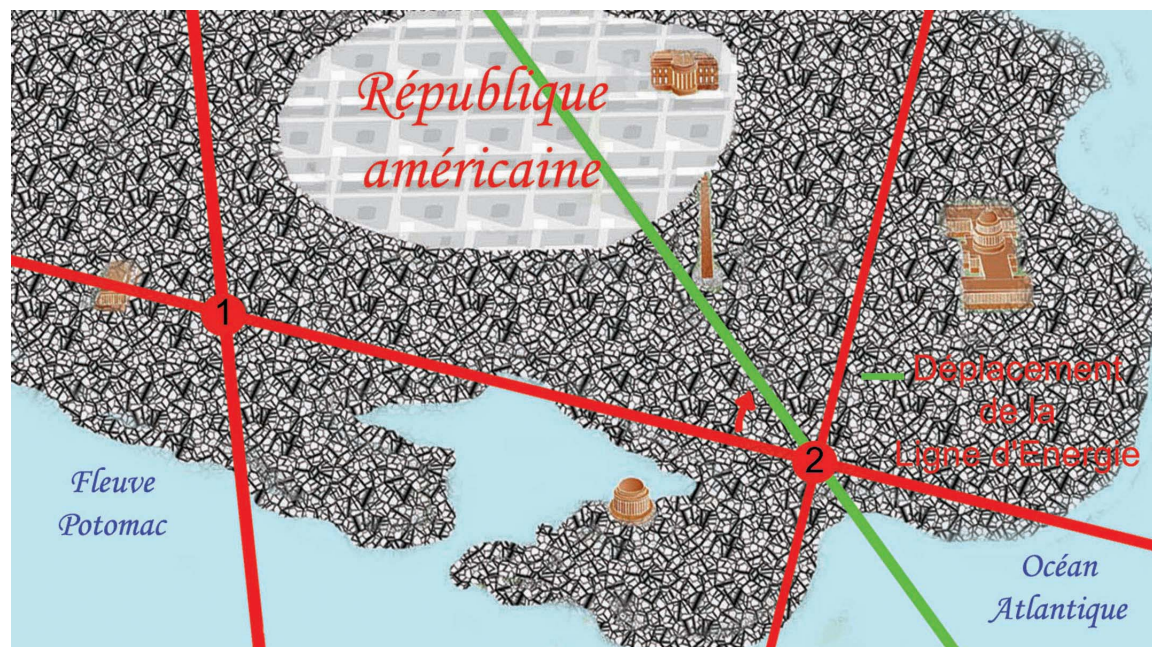 République
américaine
1
Déplacement
de la
Ligne d'Energie
2
Fleuve
Potomac
Océan
Atlantique